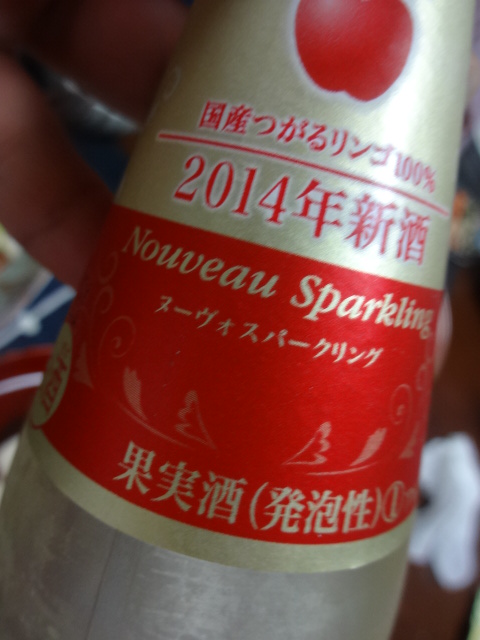 国産つがるリンゴ100%
2014年新酒
Nouveau Sparkling
ヌーヴォスパークリング
果実酒(発泡性)①